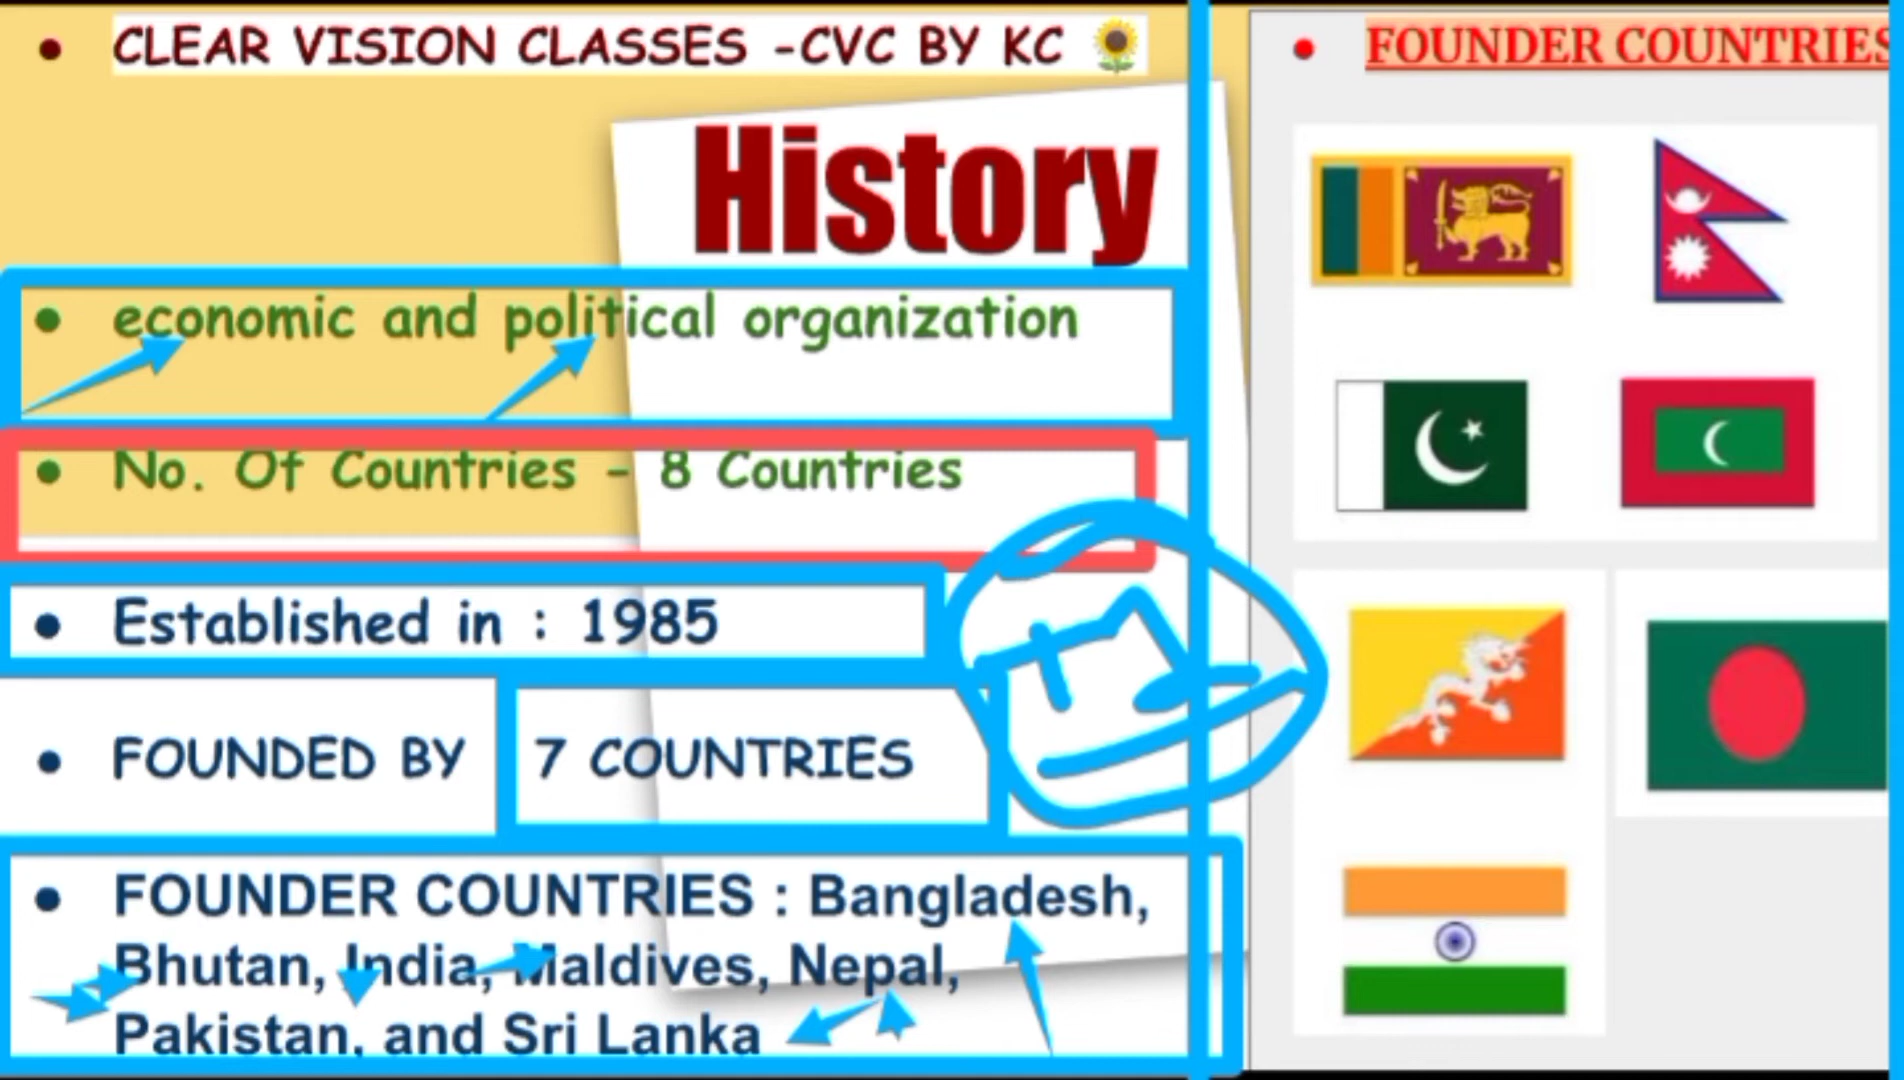 CLEAR VISION CLASSES -CVC BY KC
History
economic and political organization
No. Of Countries - 8 Countries
Established in : 1985
FOUNDED BY 7 COUNTRIES
FOUNDER COUNTRIES : Bangladesh,
Bhutan, India, Maldives, Nepal,
Pakistan, and Sri Lanka
FOUNDER COUNTRIES